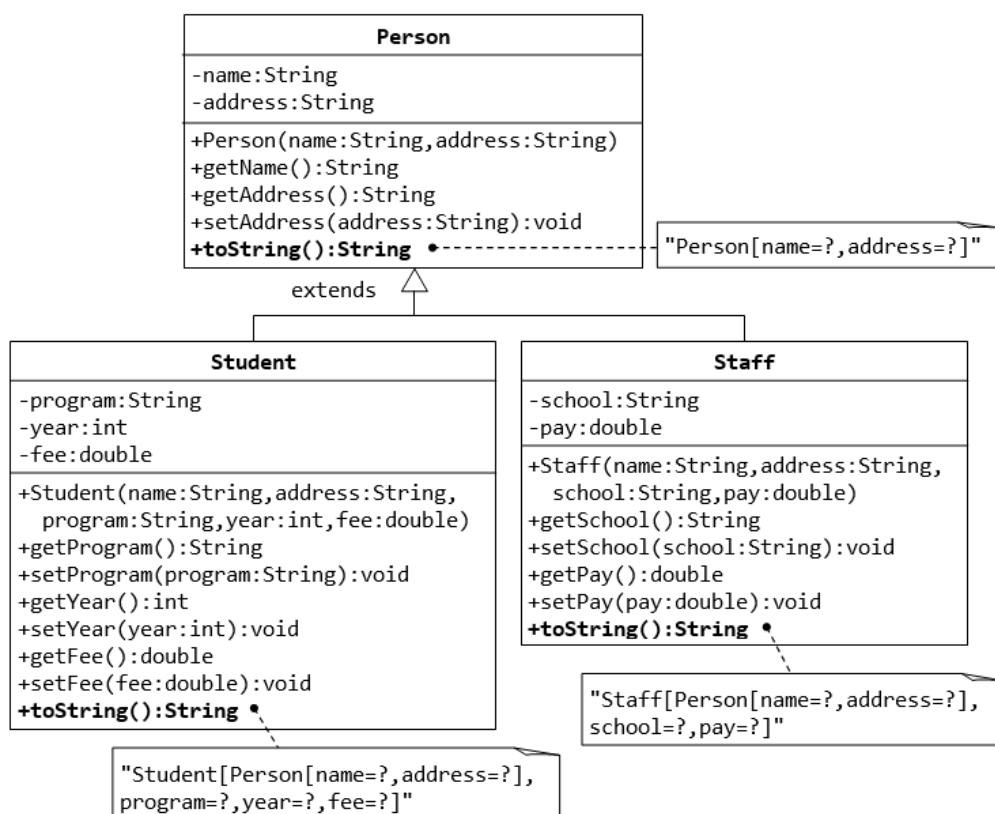 Person
-name:String
-address:String
+Person(name:String,address:String)
+getName():String
+getAddress():String
+setAddress(address:String):void
+toString():String
"Person[name=?,address=?]"
extends
Student
-program:String
-year:int
-fee:double
+Student(name:String,address:String,
program:String,year:int,fee:double)
+getProgram():String
+setProgram(program:String):void
+getYear():int
+setYear(year:int):void
+getFee():double
+setFee(fee:double):void
+toString():String
"Student[Person[name=?,address=?],
program=?,year=?,fee=?]"
Staff
-school:String
-pay:double
+Staff(name:String,address:String,
school:String,pay:double)
+getSchool():String
+setSchool(school:String):void
+getPay():double
+setPay(pay:double):void
+toString():String
"Staff[Person[name=?,address=?],
school=?,pay=?]"